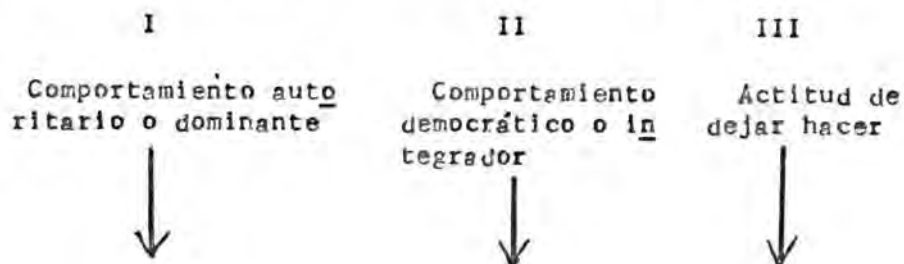 I
II
III
Comportamiento auto
ritario o dominante
Comportamiento
democrático o in
tegrador
Actitud de
dejar hacer